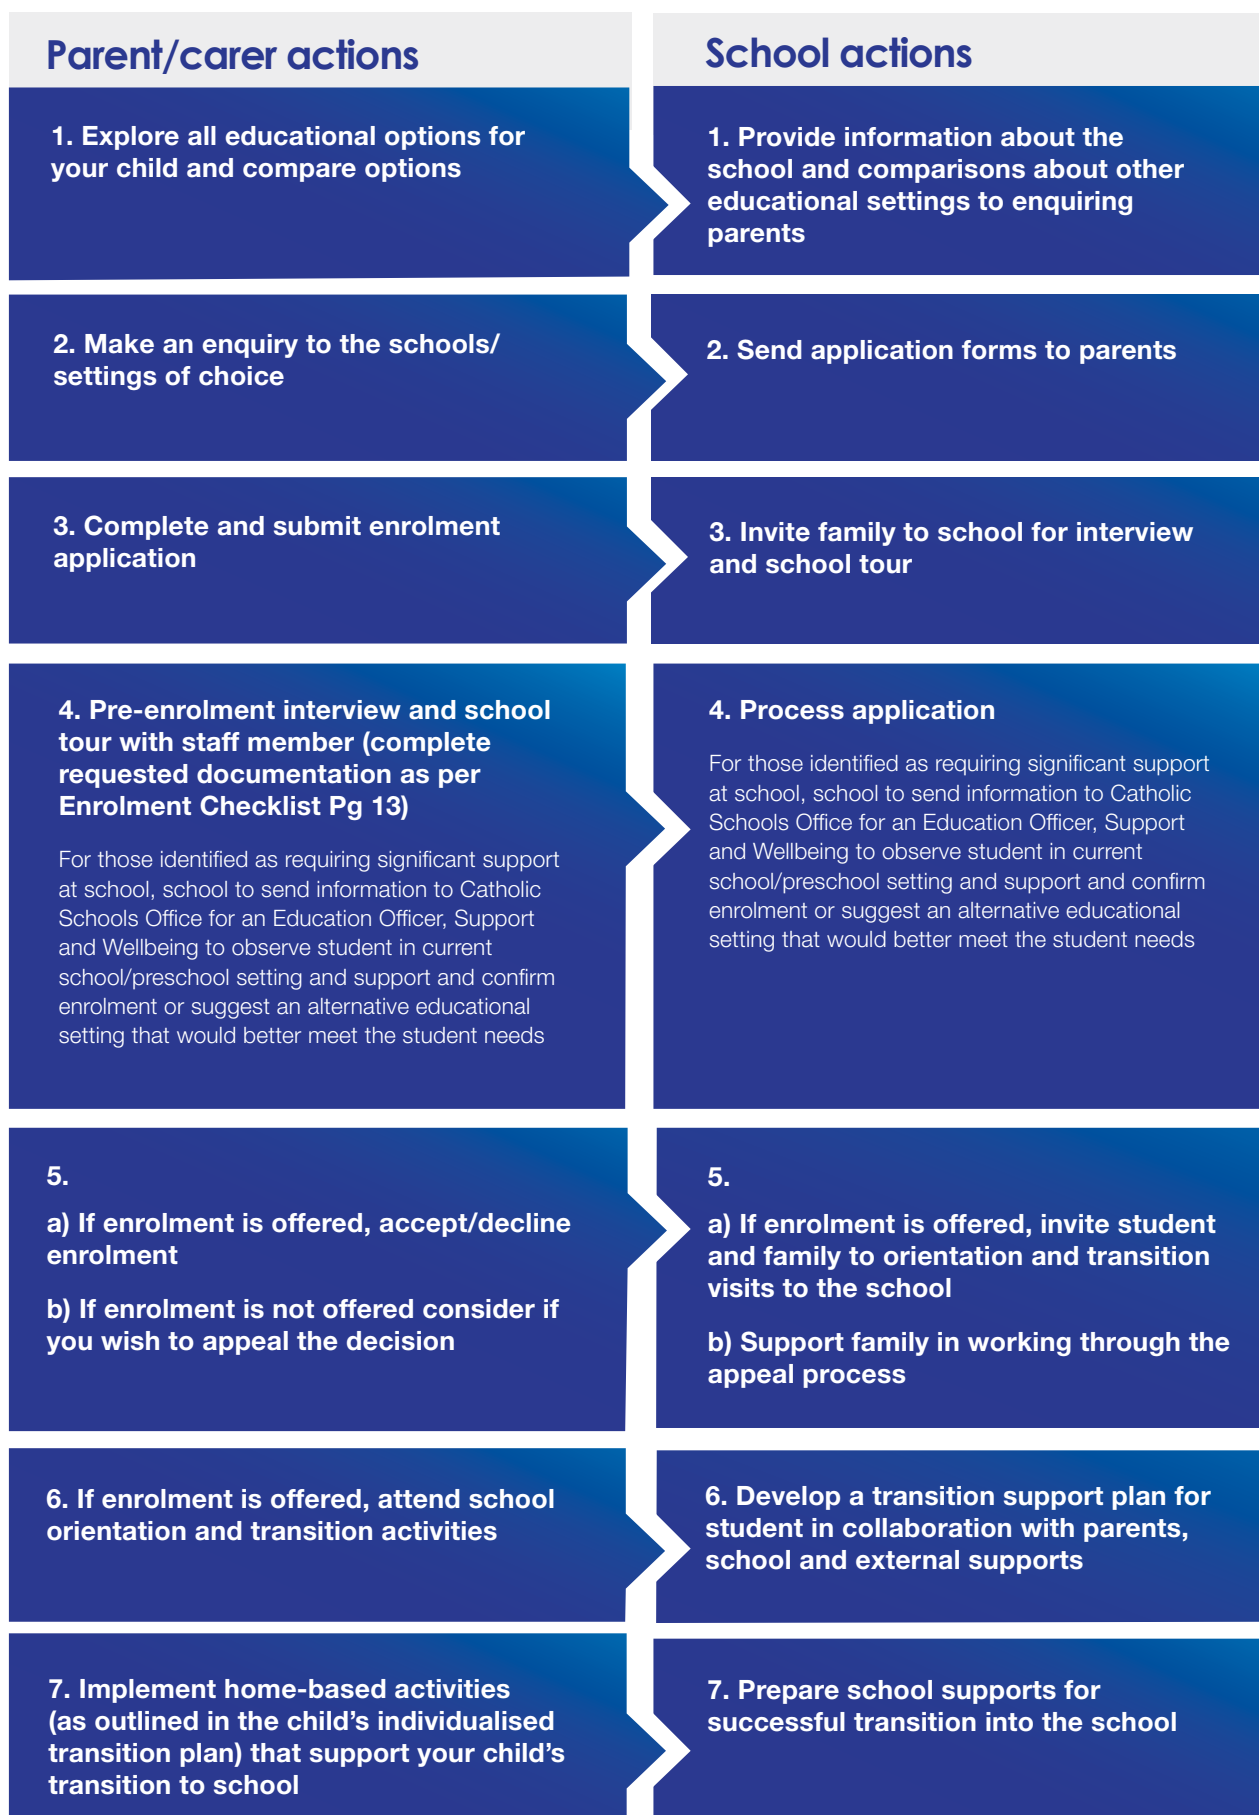 Parent/carer actions
School actions
1. Explore all educational options for
your child and compare options
1. Provide information about the
school and comparisons about other
educational settings to enquiring
parents
2. Make an enquiry to the schools/
settings of choice
2. Send application forms to parents
3. Complete and submit enrolment
application
3. Invite family to school for interview
and school tour
4. Pre-enrolment interview and school
tour with staff member (complete
requested documentation as per
Enrolment Checklist Pg 13)
For those identified as requiring significant support
at school, school to send information to Catholic
Schools Office for an Education Officer, Support
and Wellbeing to observe student in current
school/preschool setting and support and confirm
enrolment or suggest an alternative educational
setting that would better meet the student needs
4. Process application
For those identified as requiring significant support
at school, school to send information to Catholic
Schools Office for an Education Officer, Support
and Wellbeing to observe student in current
school/preschool setting and support and confirm
enrolment or suggest an alternative educational
setting that would better meet the student needs
5.
a) If enrolment is offered, accept/decline
enrolment
b) If enrolment is not offered consider if
you wish to appeal the decision
5.
a) If enrolment is offered, invite student
and family to orientation and transition
visits to the school
b) Support family in working through the
appeal process
6. If enrolment is offered, attend school
orientation and transition activities
6. Develop a transition support plan for
student in collaboration with parents,
school and external supports
7. Implement home-based activities
(as outlined in the child’s individualised
transition plan) that support your child’s
transition to school
7. Prepare school supports for
successful transition into the school